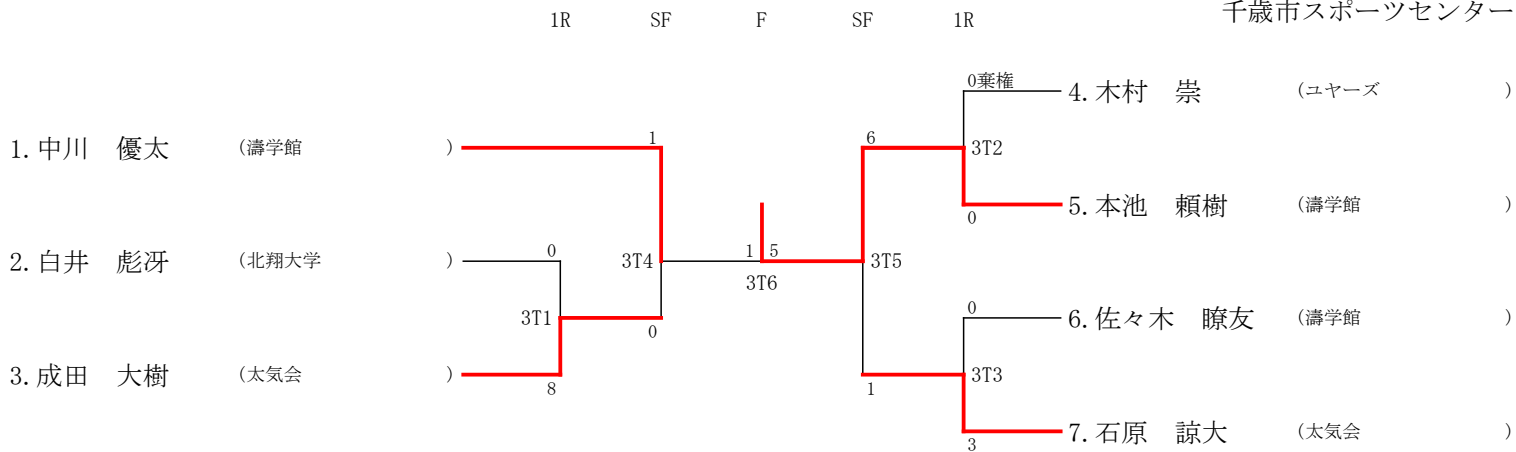 千歳市スポーツセンター
1R SF F SF 1R
0棄権
4. 木村　崇 (ユヤーズ )
1 6
1. 中川　優太 (濤学館 ) 3T2
5. 本池　頼樹 (濤学館 )
0
0 1 5
2. 白井　彪冴 (北翔大学 ) 3T4 3T5
3T6
0
3T1 6. 佐々木　瞭友 (濤学館 )
0
3. 成田　大樹 (太気会 ) 3T3
8 1
7. 石原　諒大 (太気会 )
3